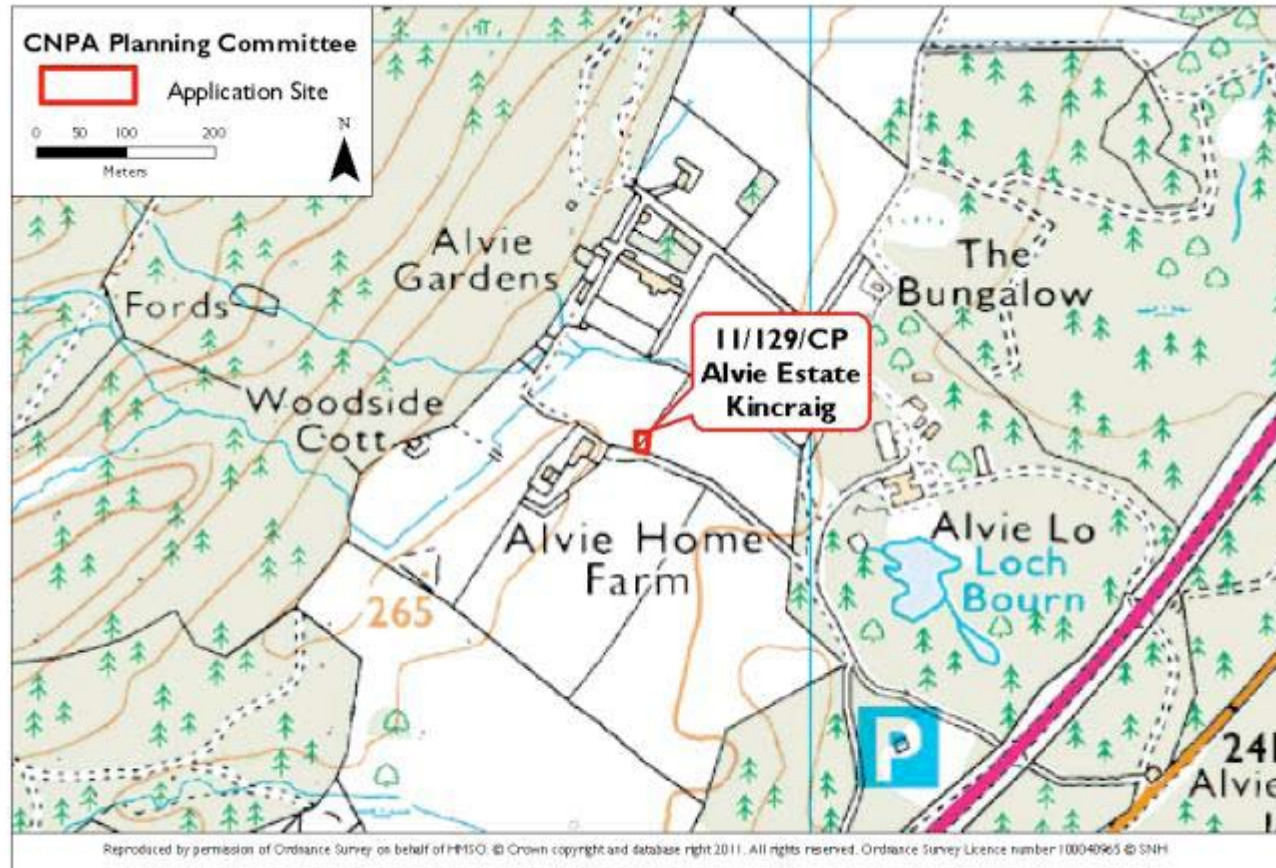 CNPA Planning Committee
Application Site
0 50 100 200
Meters
N
Alvie
Gardens
Fords
The
Bungalow
11/129/CP
Alvie Estate
Kincraig
Woodside
Cott
Alvie Home
Farm
Alvie Lo
Loch
Bourn
265
P
Alvie
Reproduced by permission of Ordnance Survey on behalf of HMSO. © Crown copyright and database right 2011. All rights reserved. Ordnance Survey Licence number 100040965 © SNH